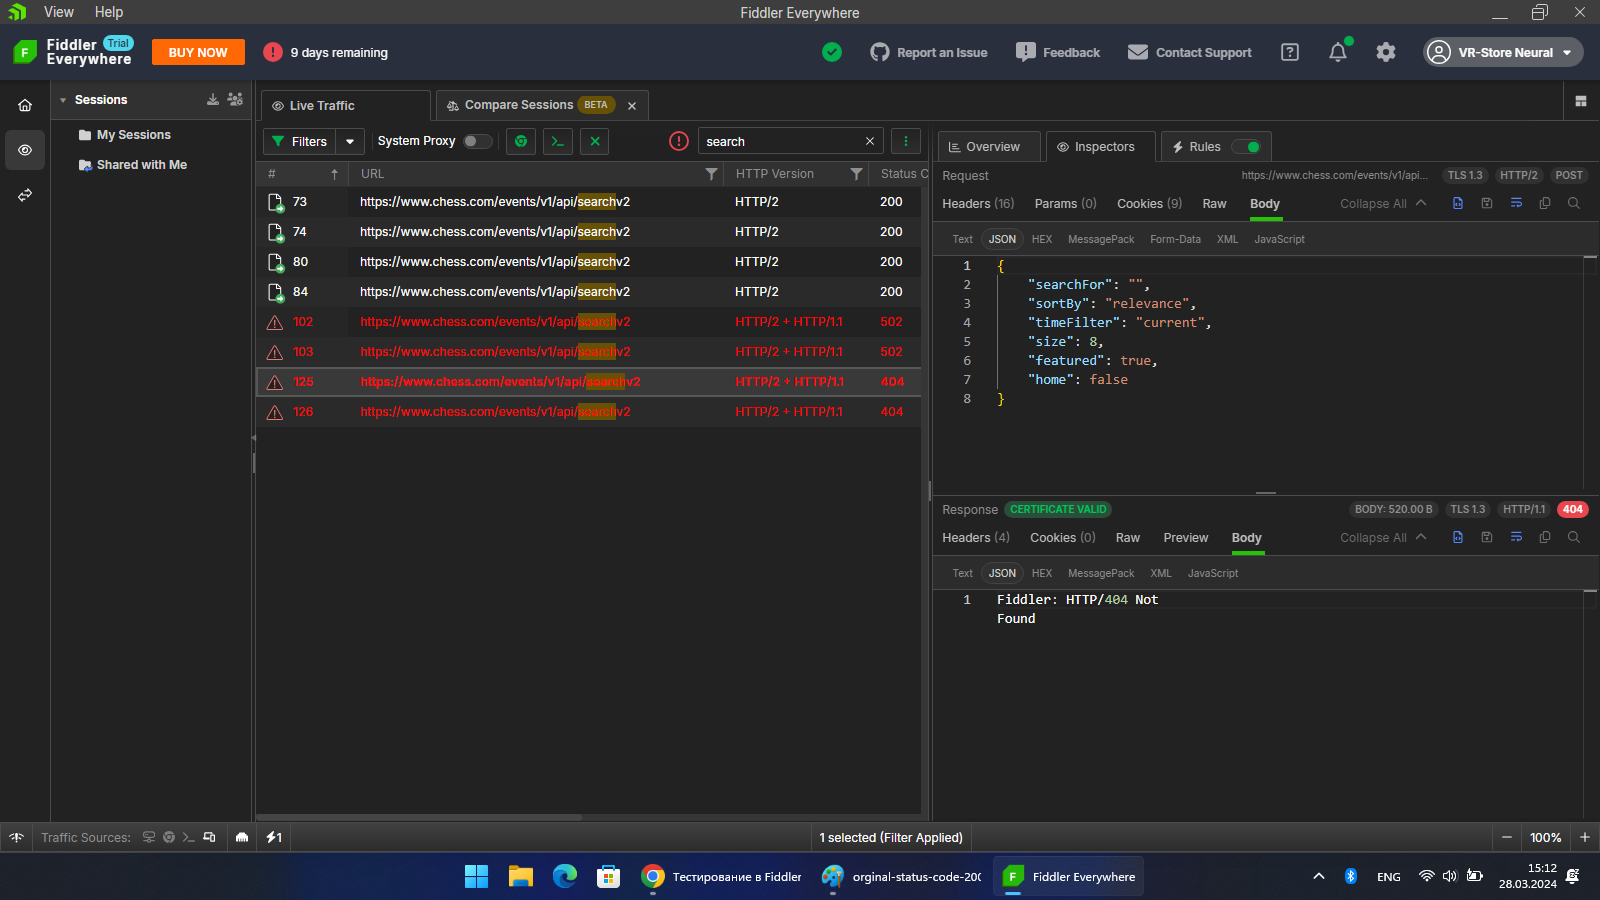 View Help
Fiddler Everywhere
Fiddler Trial
Everywhere
BUY NOW
9 days remaining
Report an Issue
Feedback
Contact Support
VR-Store Neural
Sessions
My Sessions
Shared with Me
Live Traffic
Compare Sessions BETA
Filters
System Proxy
search
# URL HTTP Version Status C
73 https://www.chess.com/events/v1/api/searchv2 HTTP/2 200
74 https://www.chess.com/events/v1/api/searchv2 HTTP/2 200
80 https://www.chess.com/events/v1/api/searchv2 HTTP/2 200
84 https://www.chess.com/events/v1/api/searchv2 HTTP/2 200
102 https://www.chess.com/events/v1/api/searchv2 HTTP/2 + HTTP/1.1 502
103 https://www.chess.com/events/v1/api/searchv2 HTTP/2 + HTTP/1.1 502
125 https://www.chess.com/events/v1/api/searchv2 HTTP/2 + HTTP/1.1 404
126 https://www.chess.com/events/v1/api/searchv2 HTTP/2 + HTTP/1.1 404
Overview Inspectors Rules
Request https://www.chess.com/events/v1/api... TLS 1.3 HTTP/2 POST
Headers (16) Params (0) Cookies (9) Raw Body Collapse All
Text JSON HEX MessagePack Form-Data XML JavaScript
1 {
2 "searchFor": "",
3 "sortBy": "relevance",
4 "timeFilter": "current",
5 "size": 8,
6 "featured": true,
7 "home": false
8 }
Response CERTIFICATE VALID BODY: 520.00 B TLS 1.3 HTTP/1.1 404
Headers (4) Cookies (0) Raw Preview Body Collapse All
Text JSON HEX MessagePack XML JavaScript
1 Fiddler: HTTP/404 Not
Found
Traffic Sources:
1
1 selected (Filter Applied)
100%
Тестирование в Fiddler
orginal-status-code-200
Fiddler Everywhere
ENG
15:12
28.03.2024